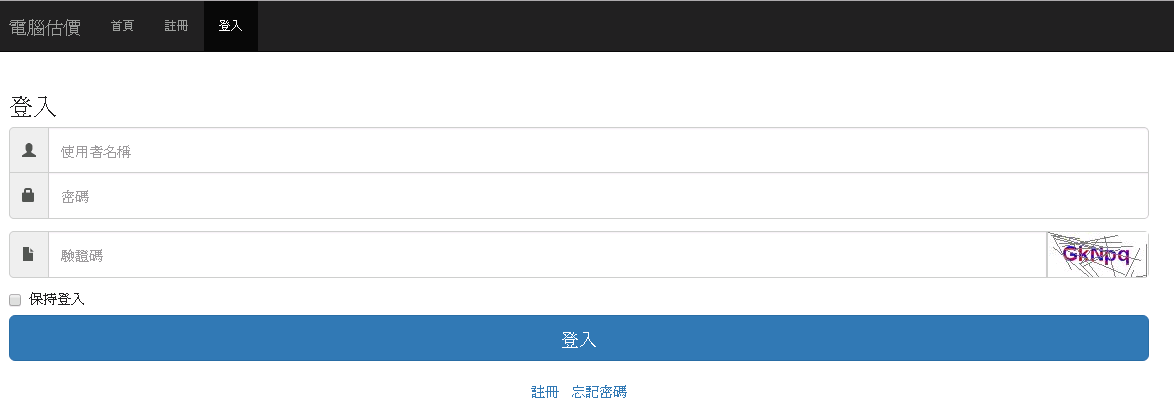 電腦估價 首頁 註冊 登入
登入
使用者名稱
密碼
驗證碼 GkNpq
保持登入
登入
註冊 忘記密碼